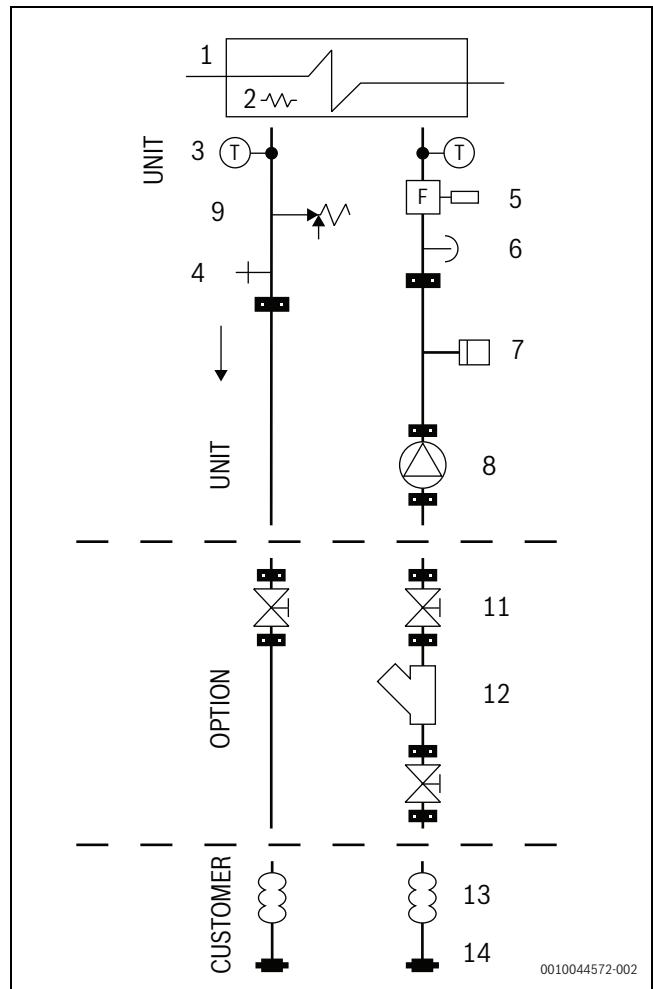 1
2
UNIT
3 T T
F 5
9
6
4
7
UNIT
8
11
OPTION
12
CUSTOMER
13
14
0010044572-002